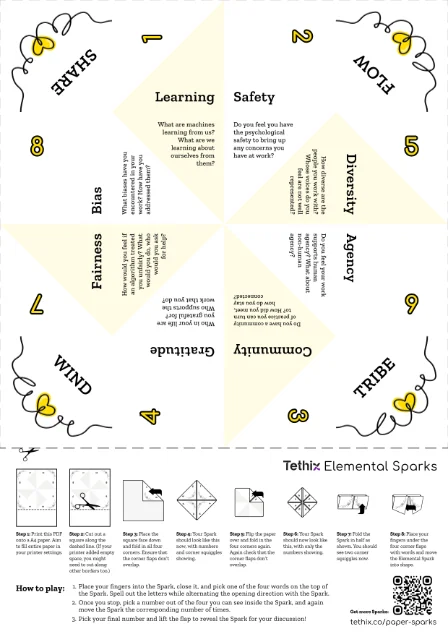 SHARE
1
2
FLOW
Learning
Safety
What are machines
learning from us?
What are we
learning about
ourselves from
them?
Do you feel you have
the psychological
safety to bring up
any concerns you
have at work?
8
5
Bias
What biases have you
encountered in your
work? How have you
addressed them?
Diversity
How diverse are the
people you work with?
Whose voices do you
feel are not well
represented?
Fairness
How would you feel if
an algorithm treated
you unfairly? What
would you do, who
would you ask
for help?
Agency
Do you feel your work
supports human
agency? What about
non-human
agency?
7
6
Who in your life are
you grateful for?
Who supports the
work that you do?
Gratitude
Do you have a community
of practice you can turn
to? How did you meet,
how do you stay
connected?
Community
WIND
4
3
TRIBE
Tethix Elemental Sparks
Step 1: Print this PDF
onto A4 paper. Aim
to fill entire paper in
your printer settings.
Step 2: Cut out a
square along the
dashed line. (If your
printer added empty
space, you might
need to cut along
other borders too.)
Step 3: Place the
square face down
and fold in all four
corners. Ensure that
the corner flaps don't
overlap.
Step 4: Your Spark
should look like this
now, with numbers
and corner squiggles
showing.
Step 5: Flip the paper
over and fold in the
four corners again.
Again check that the
corner flaps don't
overlap.
Step 6: Your Spark
should now look like
this, with only the
numbers showing.
Step 7: Fold the
Spark in half as
shown. You should
see two corner
squiggles now.
Step 8: Place your
fingers under the
four corner flaps
with words and move
the Elemental Spark
into shape.
How to play:
1. Place your fingers into the Spark, close it, and pick one of the four words on the top of
the Spark. Spell out the letters while alternating the opening direction with the Spark.
2. Once you stop, pick a number out of the four you can see inside the Spark, and again
move the Spark the corresponding number of times.
3. Pick your final number and lift the flap to reveal the Spark for your discussion!
Get more Sparks:
tethix.co/paper-sparks